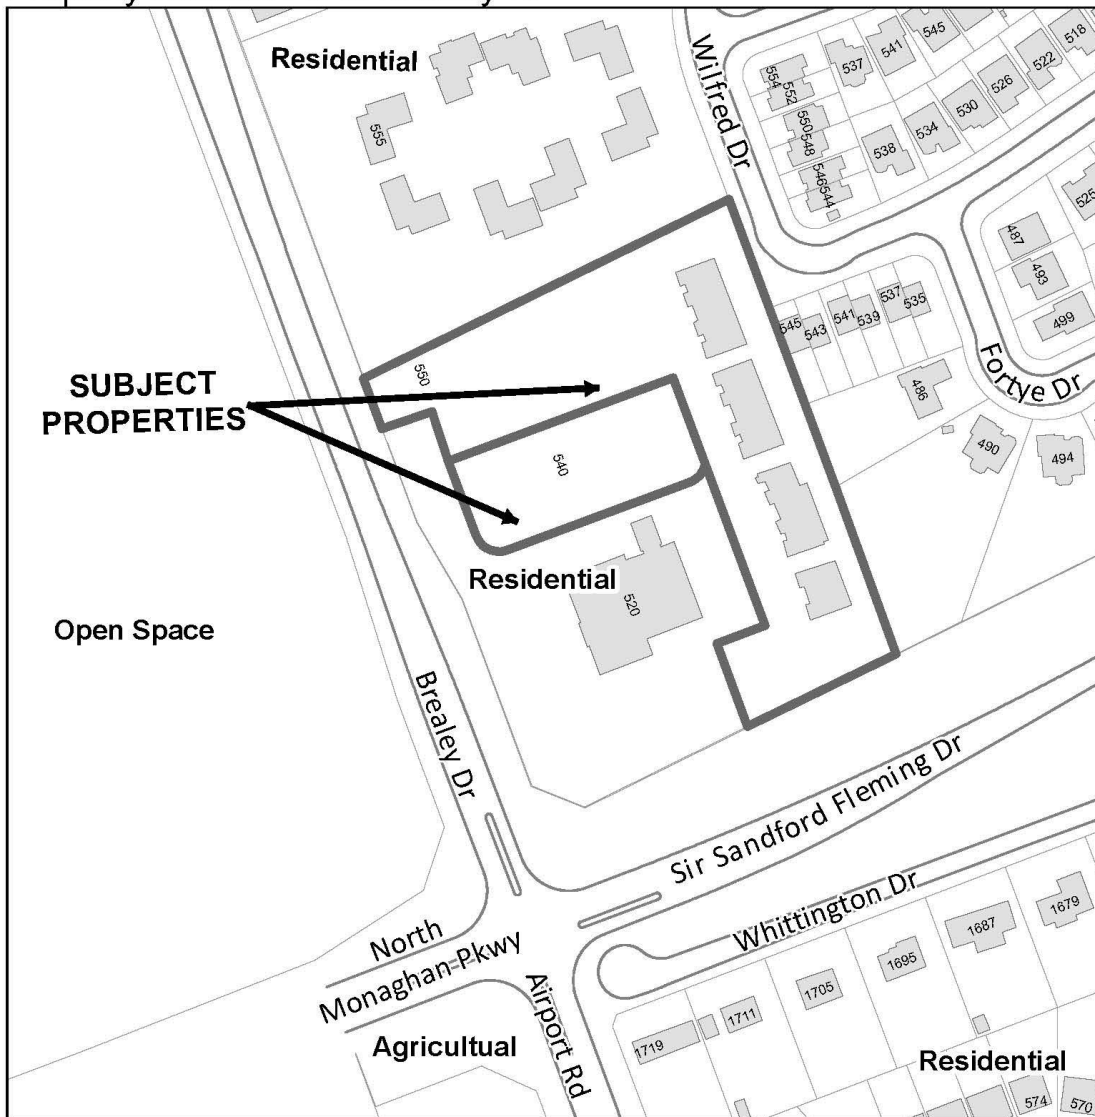 Residential
Wilfred Dr
554
552
550
548
546
544
537
541
545
518
522
526
530
534
538
555
525
487
493
499
537
535
541
539
545
543
Fortye Dr
486
490
494
SUBJECT
PROPERTIES
550
540
Residential
520
Open Space
Brealey Dr
Sir Sandford Fleming Dr
Whittington Dr
North
Monaghan Pkwy
Airport Rd
Agricultual
1679
1687
1695
1705
1711
1719
Residential
574
570